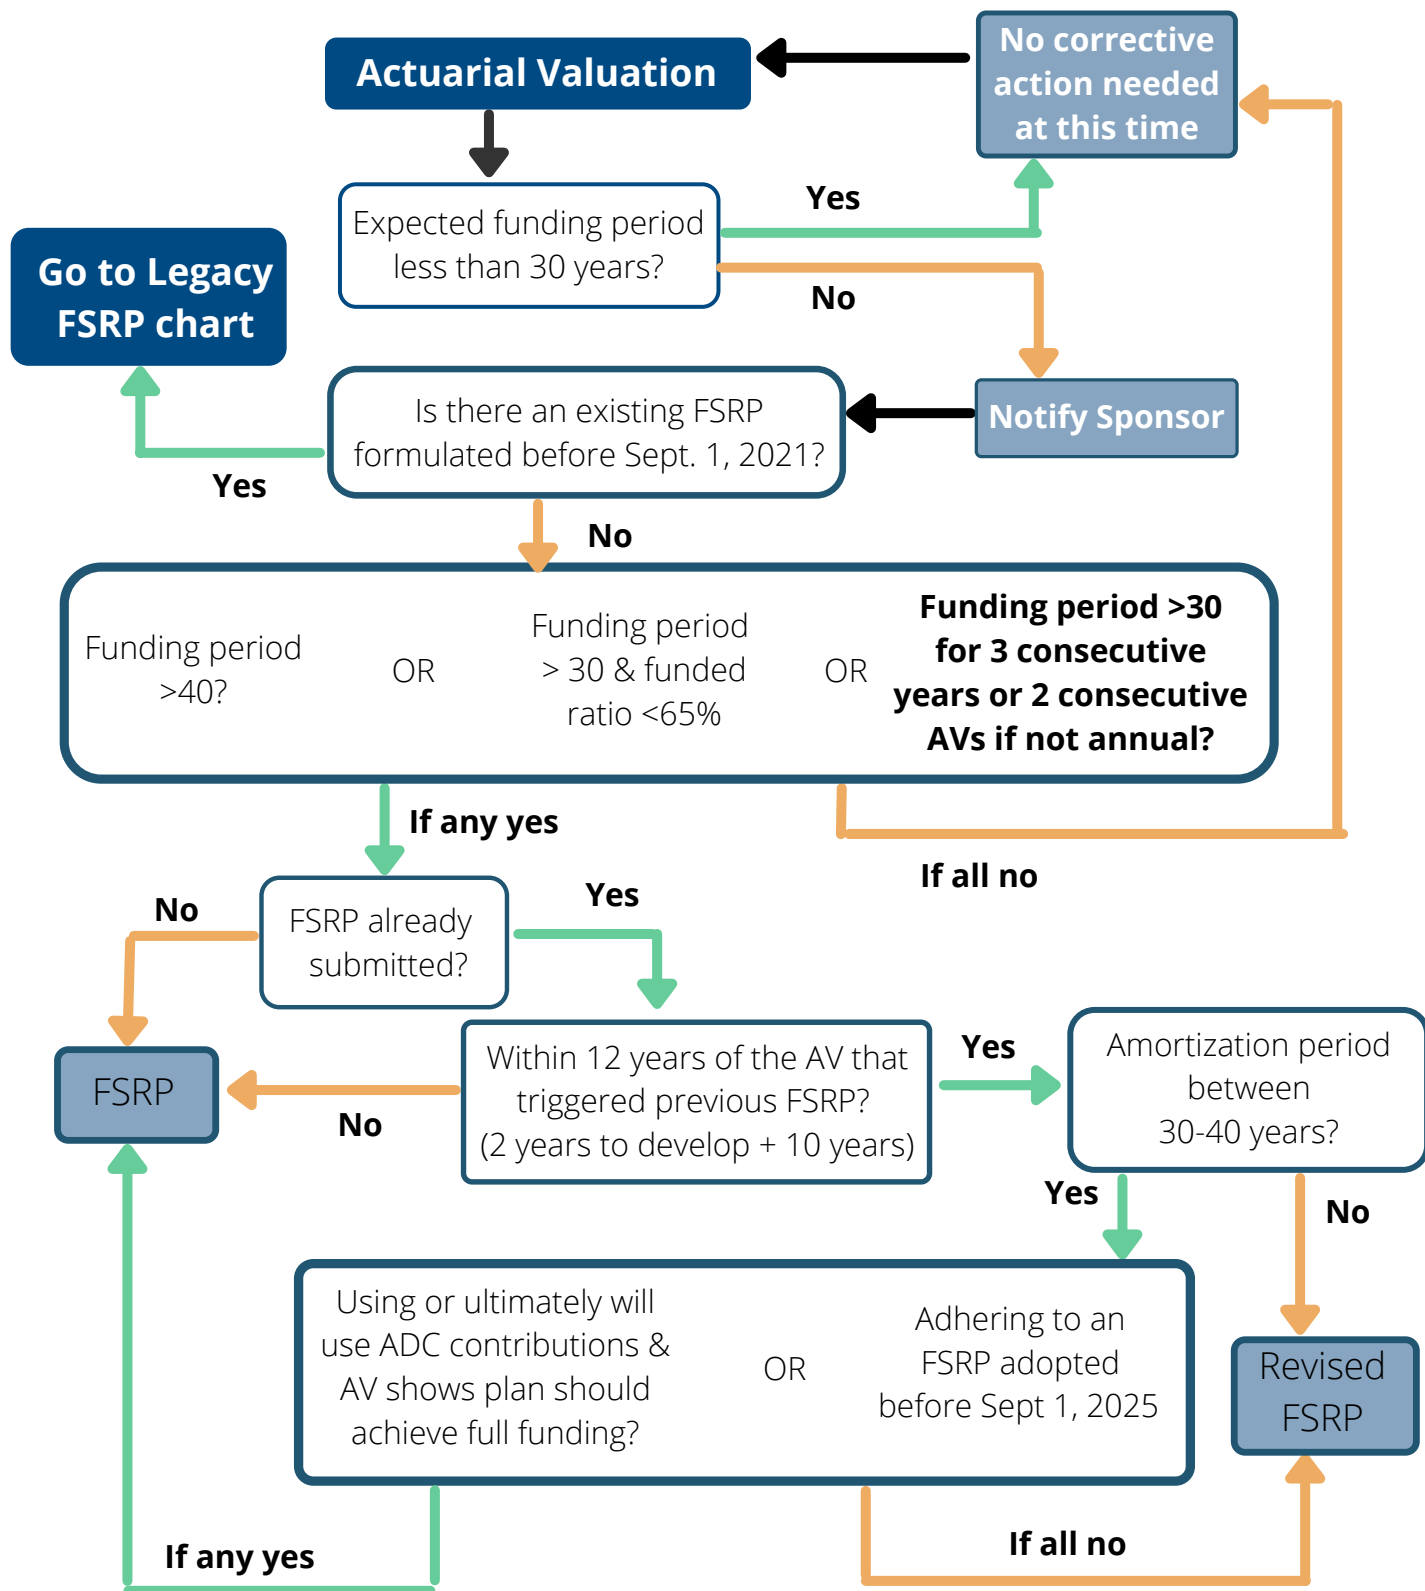 Actuarial Valuation
No corrective
action needed
at this time
Expected funding period
less than 30 years?
Yes
No
Go to Legacy
FSRP chart
Is there an existing FSRP
formulated before Sept. 1, 2021?
Notify Sponsor
Yes
No
Funding period
>40?
OR
Funding period
> 30 & funded
ratio <65%
OR
Funding period >30
for 3 consecutive
years or 2 consecutive
AVs if not annual?
If any yes
If all no
No
FSRP already
submitted?
Yes
FSRP
No
Within 12 years of the AV that
triggered previous FSRP?
(2 years to develop + 10 years)
Yes
Amortization period
between
30-40 years?
Yes
No
Using or ultimately will
use ADC contributions &
AV shows plan should
achieve full funding?
OR
Adhering to an
FSRP adopted
before Sept 1, 2025
Revised
FSRP
If any yes
If all no